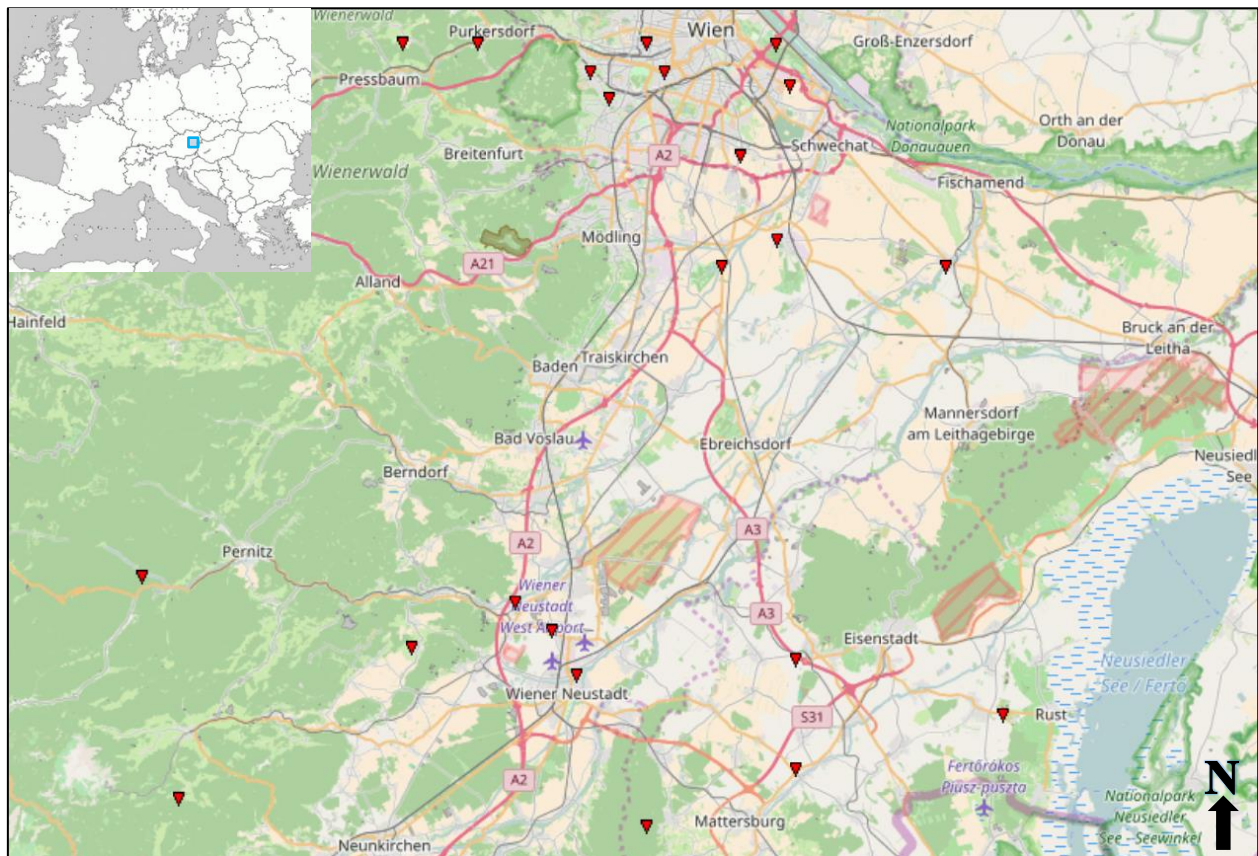 Wienerwald
Purkersdorf
Wien
Groß-Enzersdorf
Pressbaum
Orth an der
Donau
Nationalpark
Donauauen
Breitenfurt
A2
Schwechat
Wienerwald
Fischamend
Mödling
A21
Alland
Hainfeld
Bruck an der
Leitha
Baden
Traiskirchen
Mannersdorf
am Leithagebirge
Bad Vöslau
Ebreichsdorf
Neusiedl
See
Berndorf
A2
A3
Pernitz
Wiener
Neustadt
West Airport
A3
Eisenstadt
Neusiedler
See / Fertő
Wiener Neustadt
S31
Rust
A2
Fertőrákos
Piusz-puszta
N
Nationalpark
Neusiedler
See - Seewinkel
Mattersburg
Neunkirchen